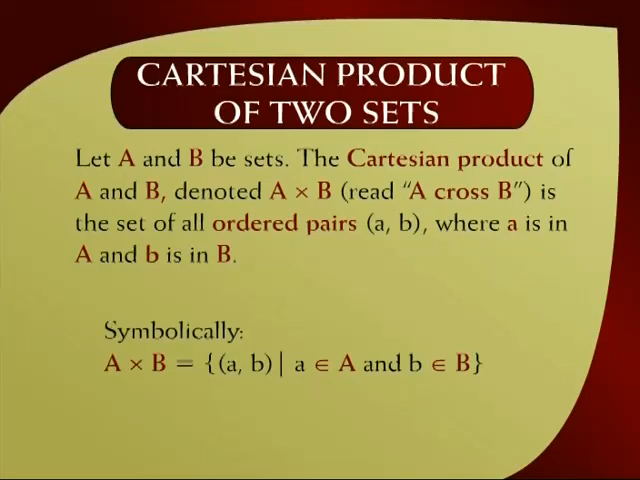 CARTESIAN PRODUCT
OF TWO SETS
Let A and B be sets. The Cartesian product of
A and B, denoted A × B (read “A cross B”) is
the set of all ordered pairs (a, b), where a is in
A and b is in B.
Symbolically:
A × B = {(a, b)| a ∈ A and b ∈ B}